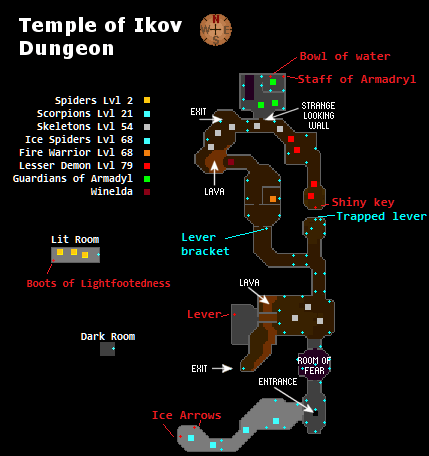 Temple of Ikov
Dungeon
N
W E
S
Bowl of water
Staff of Armadryl
Spiders Lvl 2
Scorpions Lvl 21
Skeletons Lvl 54
Ice Spiders Lvl 68
Fire Warrior Lvl 68
Lesser Demon Lvl 79
Guardians of Armadyl
Winelda
EXIT
STRANGE
LOOKING
WALL
LAVA
Shiny key
Trapped lever
Lever
bracket
Lit Room
Boots of Lightfootedness
LAVA
Lever
Dark Room
EXIT
ROOM OF
FEAR
ENTRANCE
Ice Arrows